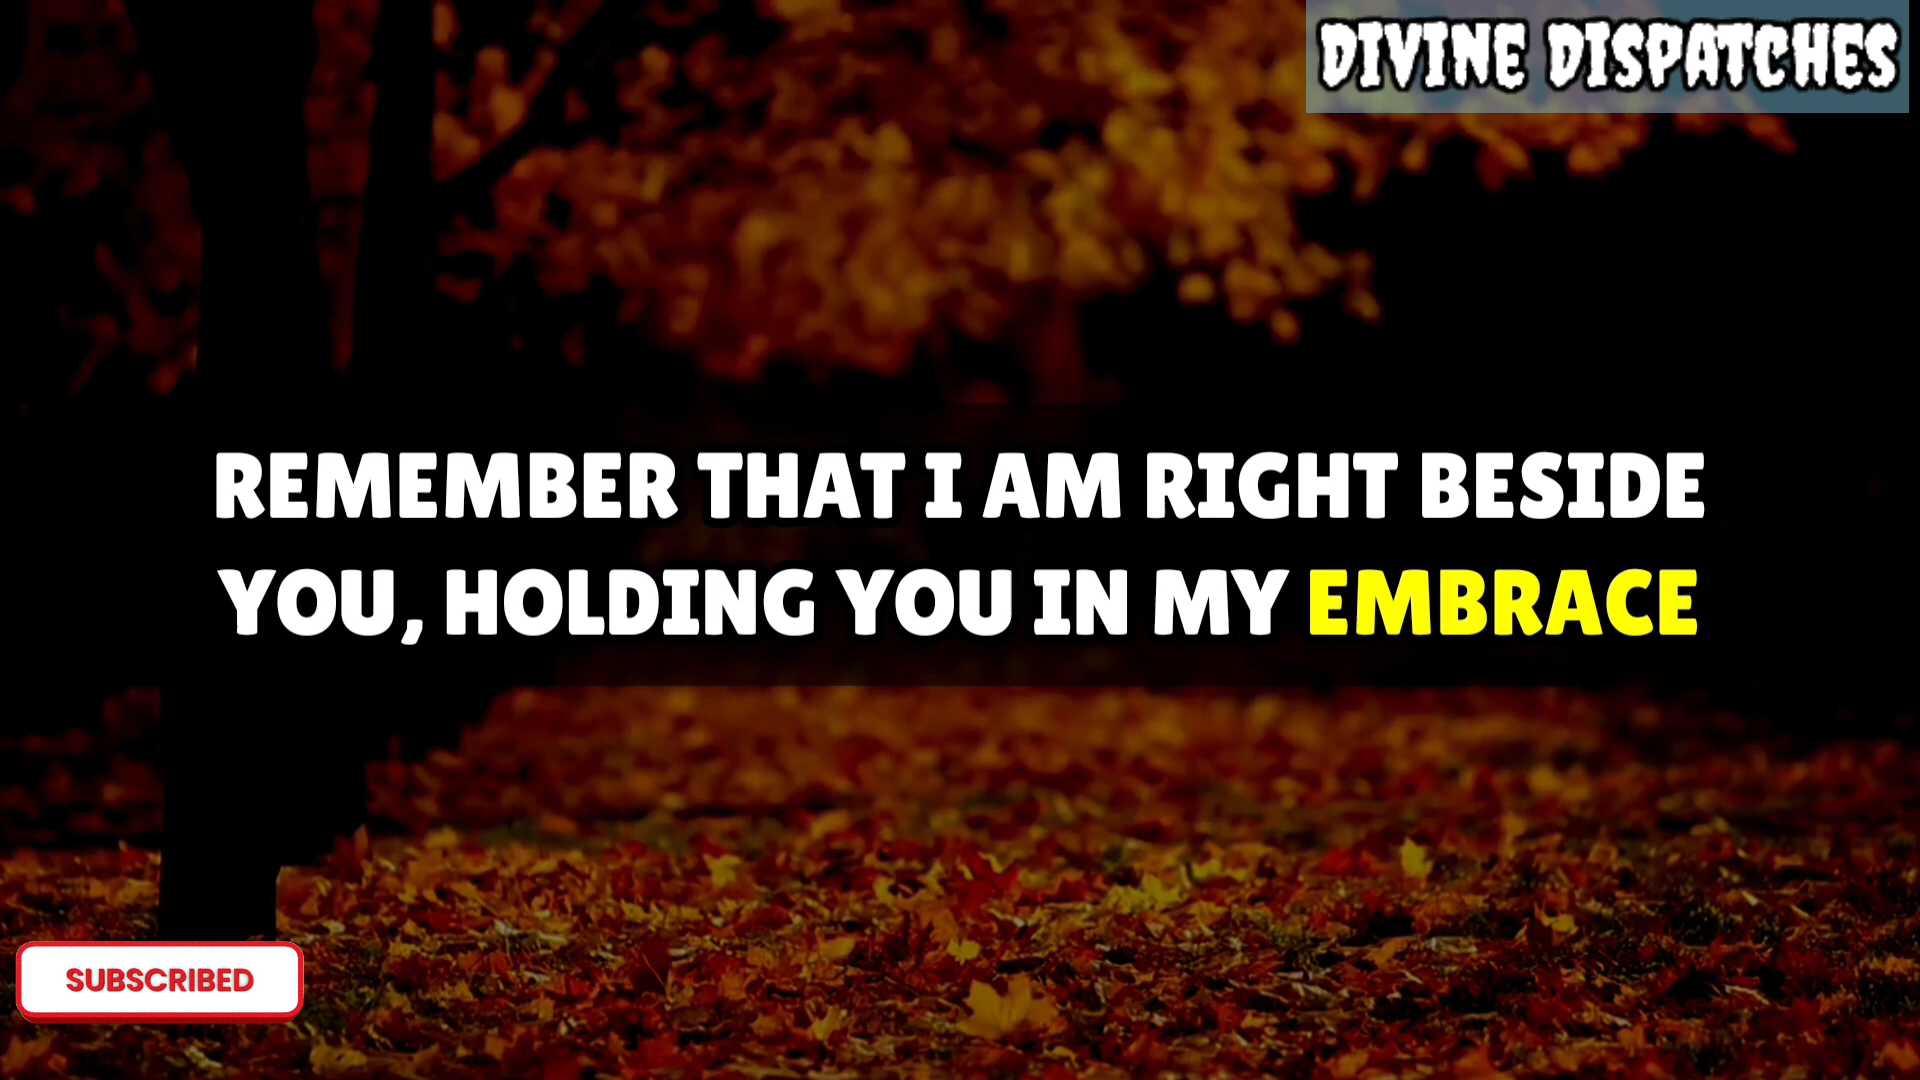 DIVINE DISPATCHES
REMEMBER THAT I AM RIGHT BESIDE
YOU, HOLDING YOU IN MY EMBRACE
SUBSCRIBED